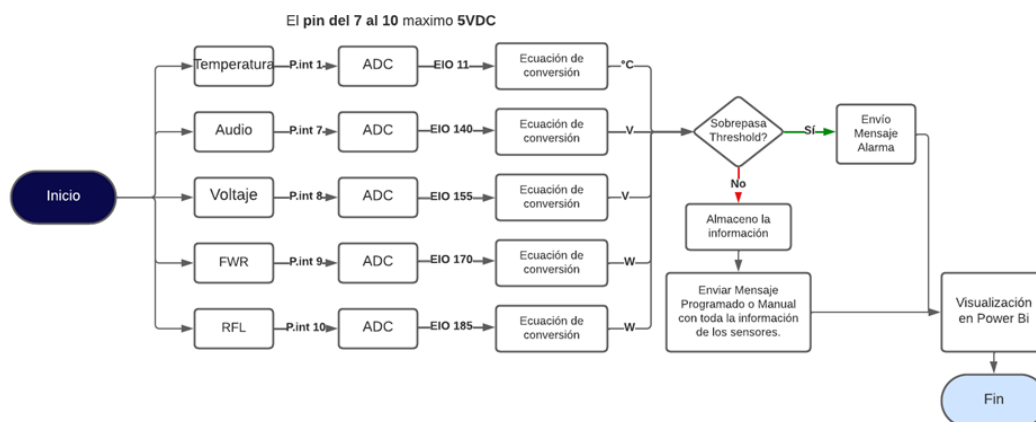 El pin del 7 al 10 maximo 5VDC
Inicio
Temperatura
P.int 1
ADC
EIO 11
Ecuación de
conversión
°C
Audio
P.int 7
ADC
EIO 140
Ecuación de
conversión
V
Voltaje
P.int 8
ADC
EIO 155
Ecuación de
conversión
V
FWR
P.int 9
ADC
EIO 170
Ecuación de
conversión
W
RFL
P.int 10
ADC
EIO 185
Ecuación de
conversión
W
Sobrepasa
Threshold?
Sí
Envío
Mensaje
Alarma
No
Almaceno la
información
Enviar Mensaje
Programado o Manual
con toda la información
de los sensores.
Visualización
en Power Bi
Fin